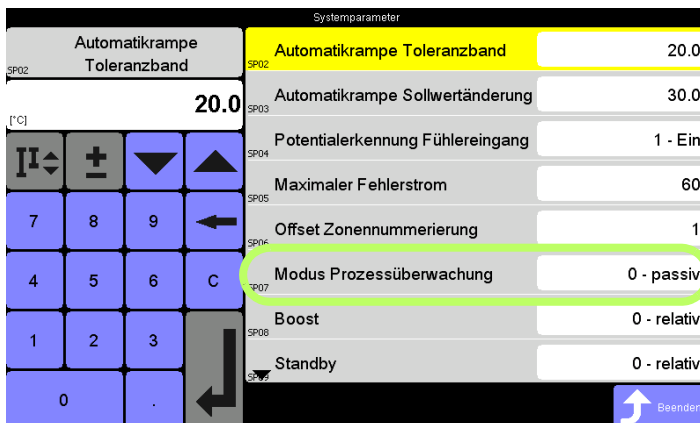 Systemparameter
SP02
Automatikrampe
Toleranzband
[°C]
20.0
7 8 9
4 5 6 C
1 2 3
0 .
SP02 Automatikrampe Toleranzband 20.0
SP03 Automatikrampe Sollwertänderung 30.0
SP04 Potentialerkennung Fühlereingang 1 - Ein
SP05 Maximaler Fehlerstrom 60
SP06 Offset Zonennummerierung 1
SP07 Modus Prozessüberwachung 0 - passiv
SP08 Boost 0 - relativ
SP09 Standby 0 - relativ
Beenden